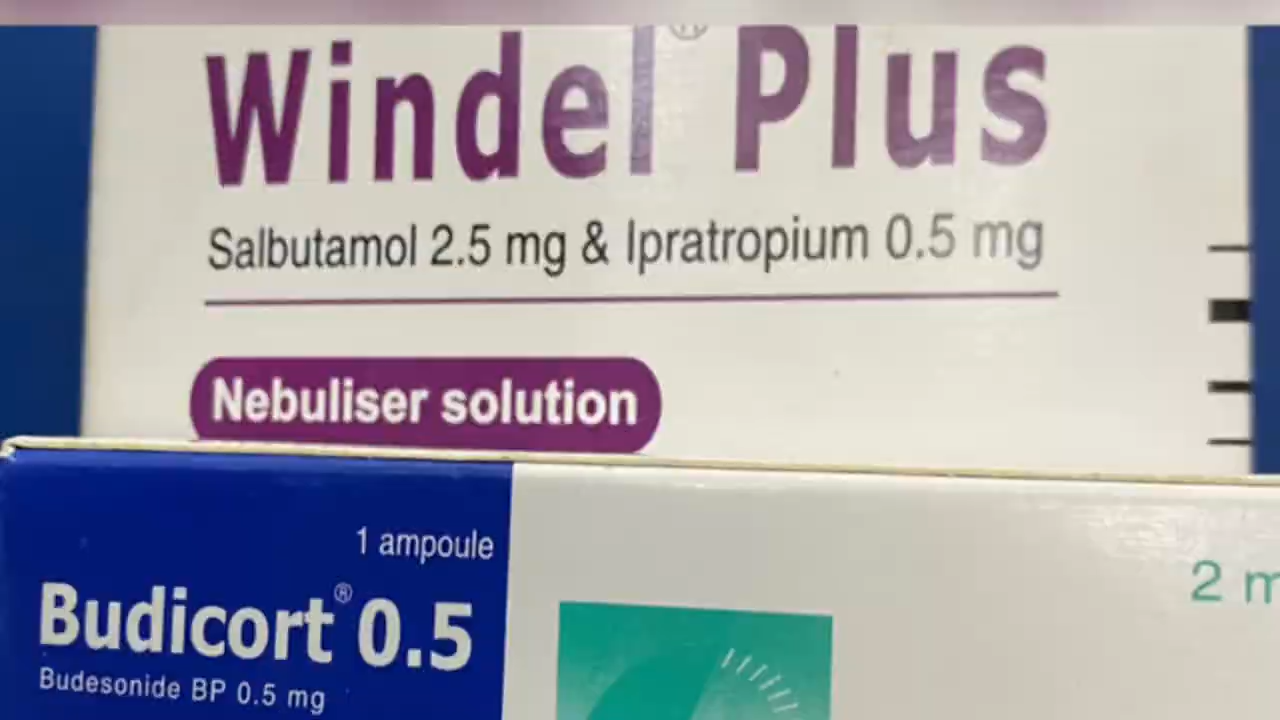 Windel® Plus
Salbutamol 2.5 mg & Ipratropium 0.5 mg
Nebuliser solution
1 ampoule
Budicort® 0.5
Budesonide BP 0.5 mg
2 m